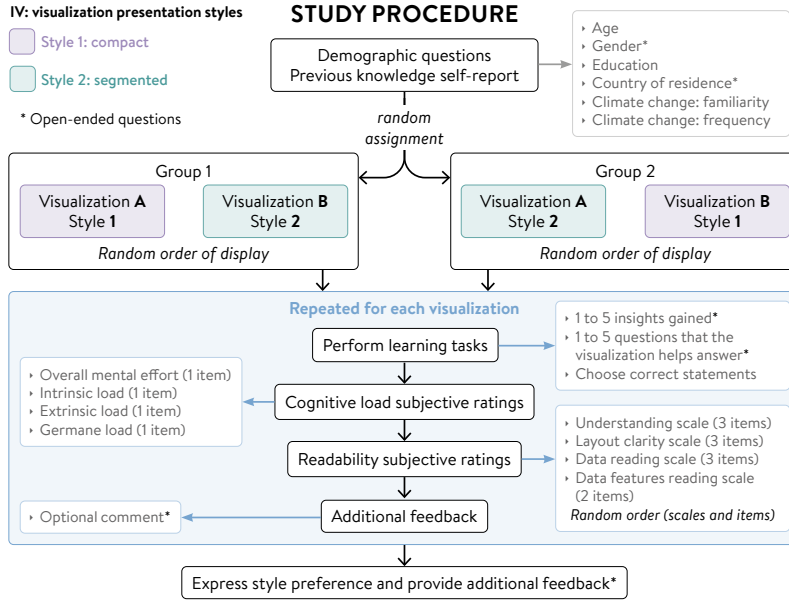 IV: visualization presentation styles
Style 1: compact
Style 2: segmented
* Open-ended questions
STUDY PROCEDURE
Demographic questions
Previous knowledge self-report
‣ Age
‣ Gender*
‣ Education
‣ Country of residence*
‣ Climate change: familiarity
‣ Climate change: frequency
random
assignment
Group 1
Visualization A
Style 1
Visualization B
Style 2
Random order of display
Group 2
Visualization A
Style 2
Visualization B
Style 1
Random order of display
Repeated for each visualization
Perform learning tasks
‣ 1 to 5 insights gained*
‣ 1 to 5 questions that the
visualization helps answer*
‣ Choose correct statements
‣ Overall mental effort (1 item)
‣ Intrinsic load (1 item)
‣ Extrinsic load (1 item)
‣ Germane load (1 item)
Cognitive load subjective ratings
Readability subjective ratings
‣ Understanding scale (3 items)
‣ Layout clarity scale (3 items)
‣ Data reading scale (3 items)
‣ Data features reading scale
(2 items)
Random order (scales and items)
‣ Optional comment*
Additional feedback
Express style preference and provide additional feedback*